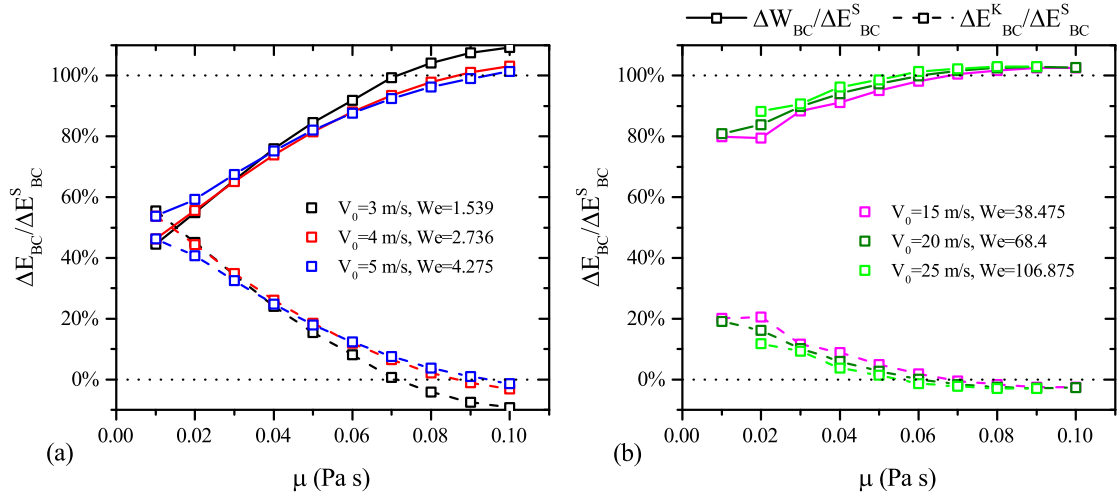 ΔW_BC/ΔE^S_BC ΔE^K_BC/ΔE^S_BC
ΔE_BC/ΔE^S_BC
100%
80%
60%
40%
20%
0%
V_0=3 m/s, We=1.539
V_0=4 m/s, We=2.736
V_0=5 m/s, We=4.275
0.00 0.02 0.04 0.06 0.08 0.10
(a)
μ (Pa s)
ΔE_BC/ΔE^S_BC
100%
80%
60%
40%
20%
0%
V_0=15 m/s, We=38.475
V_0=20 m/s, We=68.4
V_0=25 m/s, We=106.875
0.00 0.02 0.04 0.06 0.08 0.10
(b)
μ (Pa s)